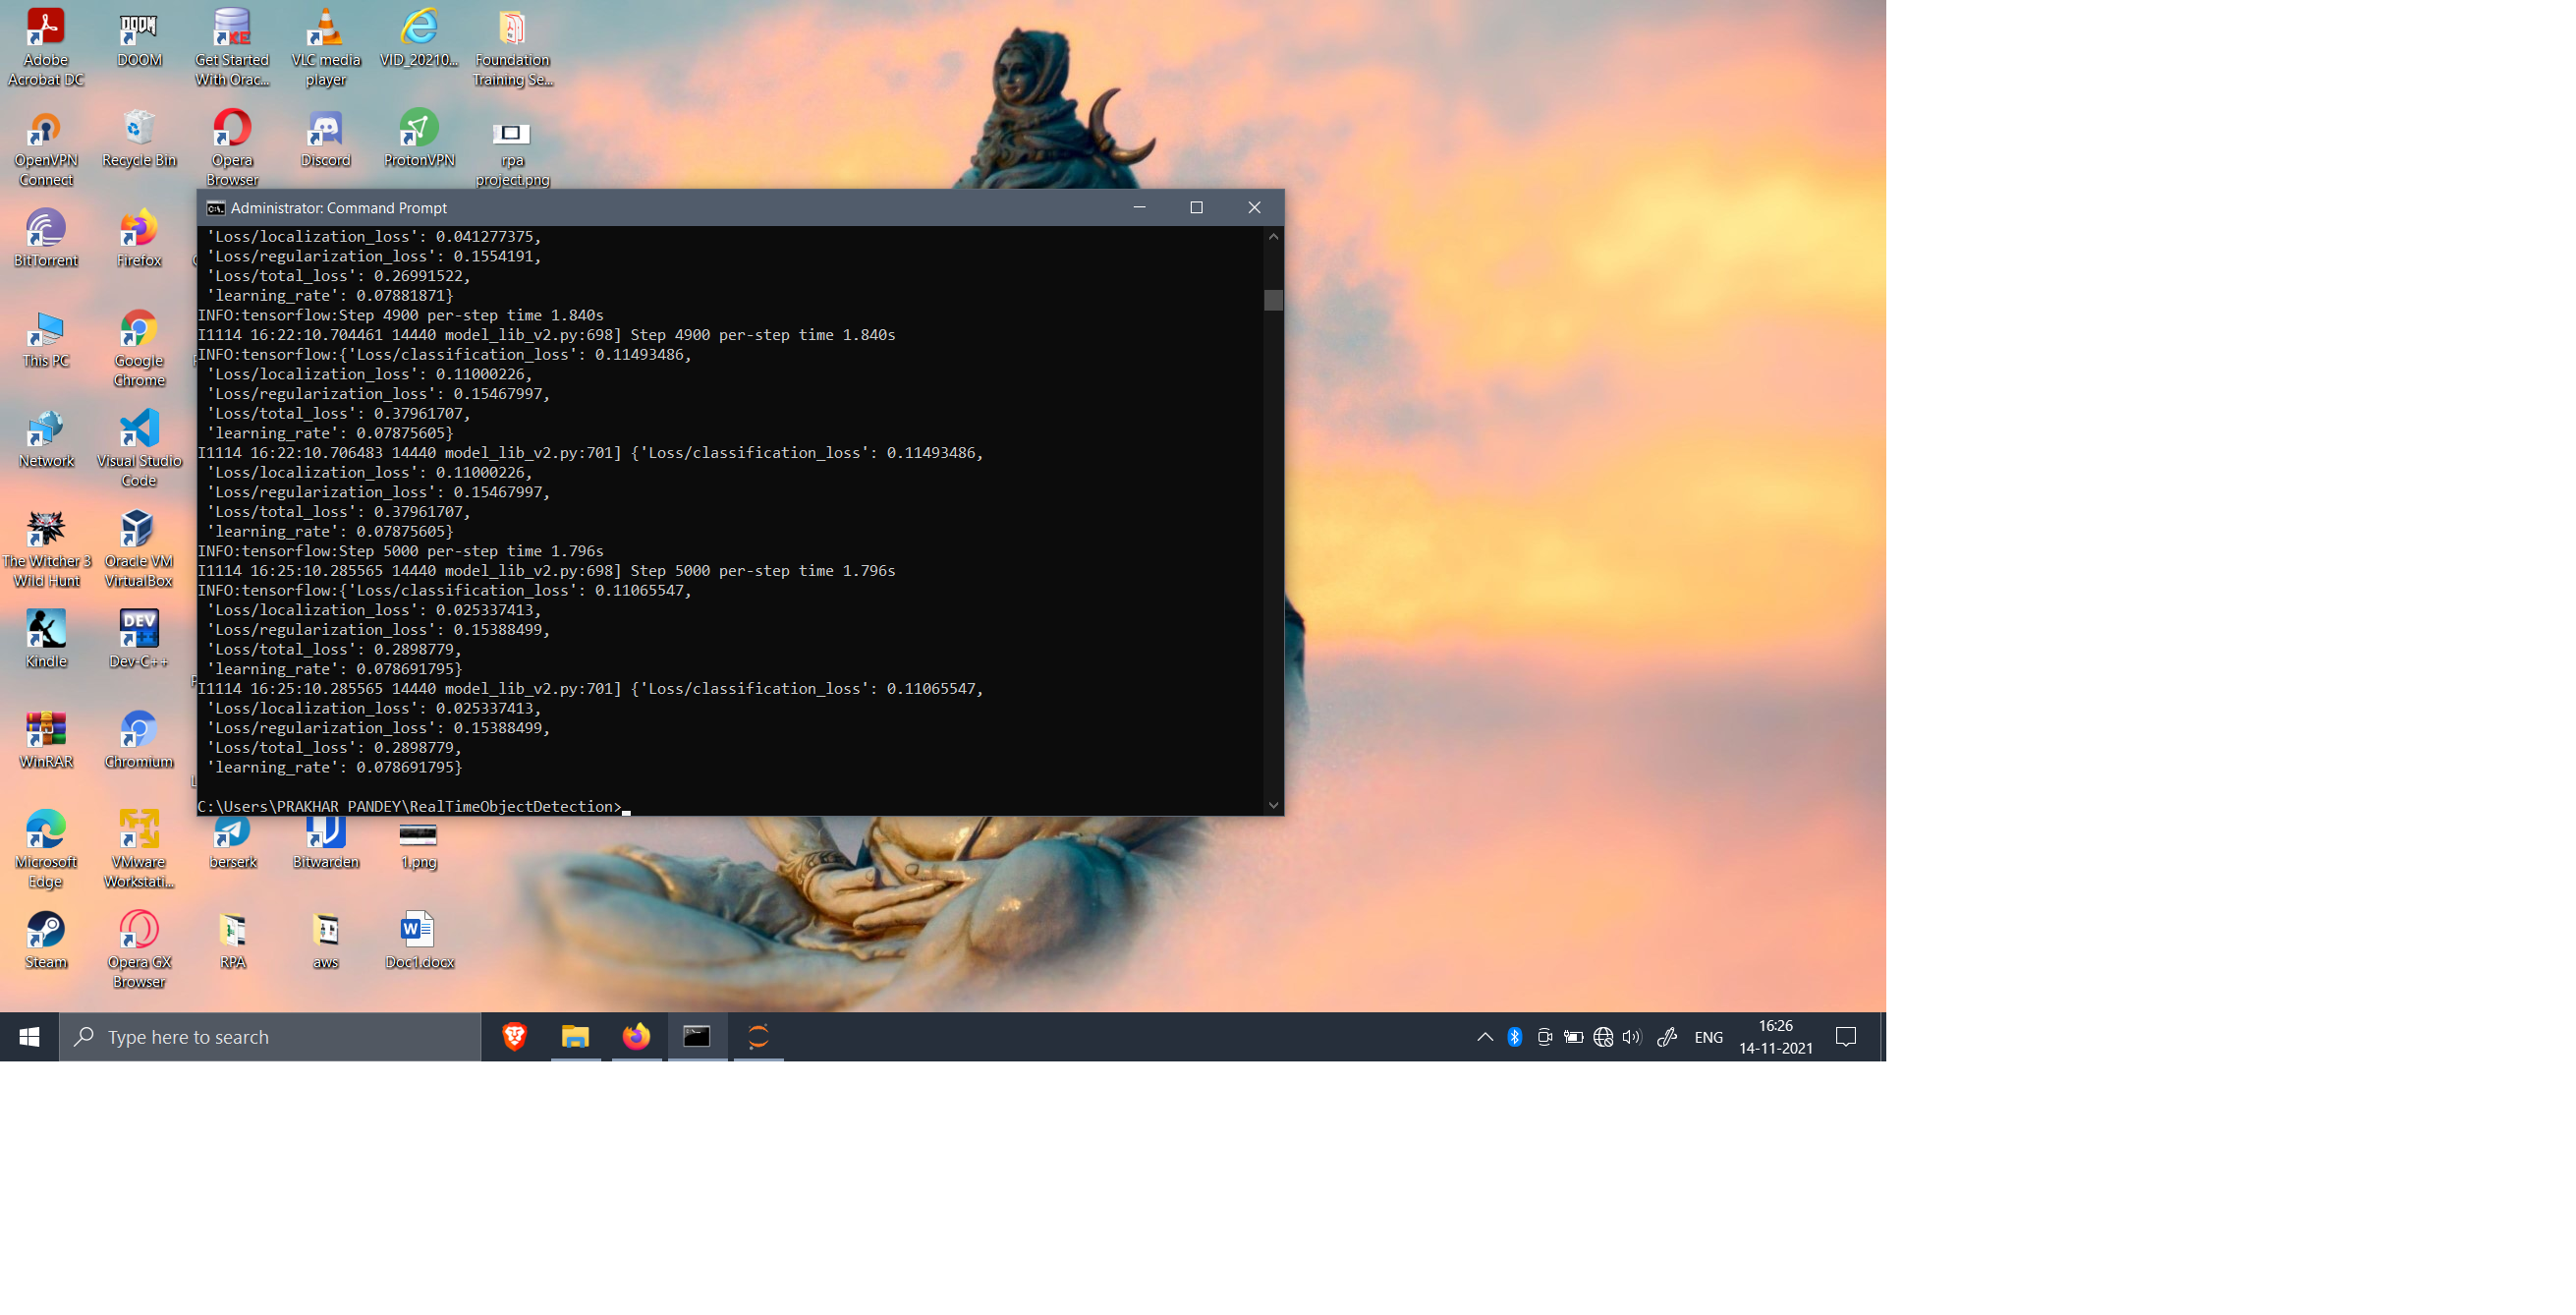 Adobe
Acrobat DC
DOOM
Get Started
With Orac...
VLC media
player
VID_20210...
Foundation
Training Se...
OpenVPN
Connect
Recycle Bin
Opera
Browser
Discord
ProtonVPN
rpa
project.png
BitTorrent
Firefox
This PC
Google
Chrome
Network
Visual Studio
Code
The Witcher 3
Wild Hunt
Oracle VM
VirtualBox
Kindle
Dev-C++
WinRAR
Chromium
Microsoft
Edge
VMware
Workstati...
berserk
Bitwarden
1.png
Steam
Opera GX
Browser
RPA
aws
Doc1.docx
Administrator: Command Prompt
'Loss/localization_loss': 0.041277375,
'Loss/regularization_loss': 0.1554191,
'Loss/total_loss': 0.26991522,
'learning_rate': 0.07881871}
INFO:tensorflow:Step 4900 per-step time 1.840s
I1114 16:22:10.704461 14440 model_lib_v2.py:698] Step 4900 per-step time 1.840s
INFO:tensorflow:{'Loss/classification_loss': 0.11493486,
'Loss/localization_loss': 0.11000226,
'Loss/regularization_loss': 0.15467997,
'Loss/total_loss': 0.37961707,
'learning_rate': 0.07875605}
I1114 16:22:10.706483 14440 model_lib_v2.py:701] {'Loss/classification_loss': 0.11493486,
'Loss/localization_loss': 0.11000226,
'Loss/regularization_loss': 0.15467997,
'Loss/total_loss': 0.37961707,
'learning_rate': 0.07875605}
INFO:tensorflow:Step 5000 per-step time 1.796s
I1114 16:25:10.285565 14440 model_lib_v2.py:698] Step 5000 per-step time 1.796s
INFO:tensorflow:{'Loss/classification_loss': 0.11065547,
'Loss/localization_loss': 0.025337413,
'Loss/regularization_loss': 0.15388499,
'Loss/total_loss': 0.2898779,
'learning_rate': 0.078691795}
I1114 16:25:10.285565 14440 model_lib_v2.py:701] {'Loss/classification_loss': 0.11065547,
'Loss/localization_loss': 0.025337413,
'Loss/regularization_loss': 0.15388499,
'Loss/total_loss': 0.2898779,
'learning_rate': 0.078691795}
C:\Users\PRAKHAR PANDEY\RealTimeObjectDetection>
Type here to search
ENG
16:26
14-11-2021